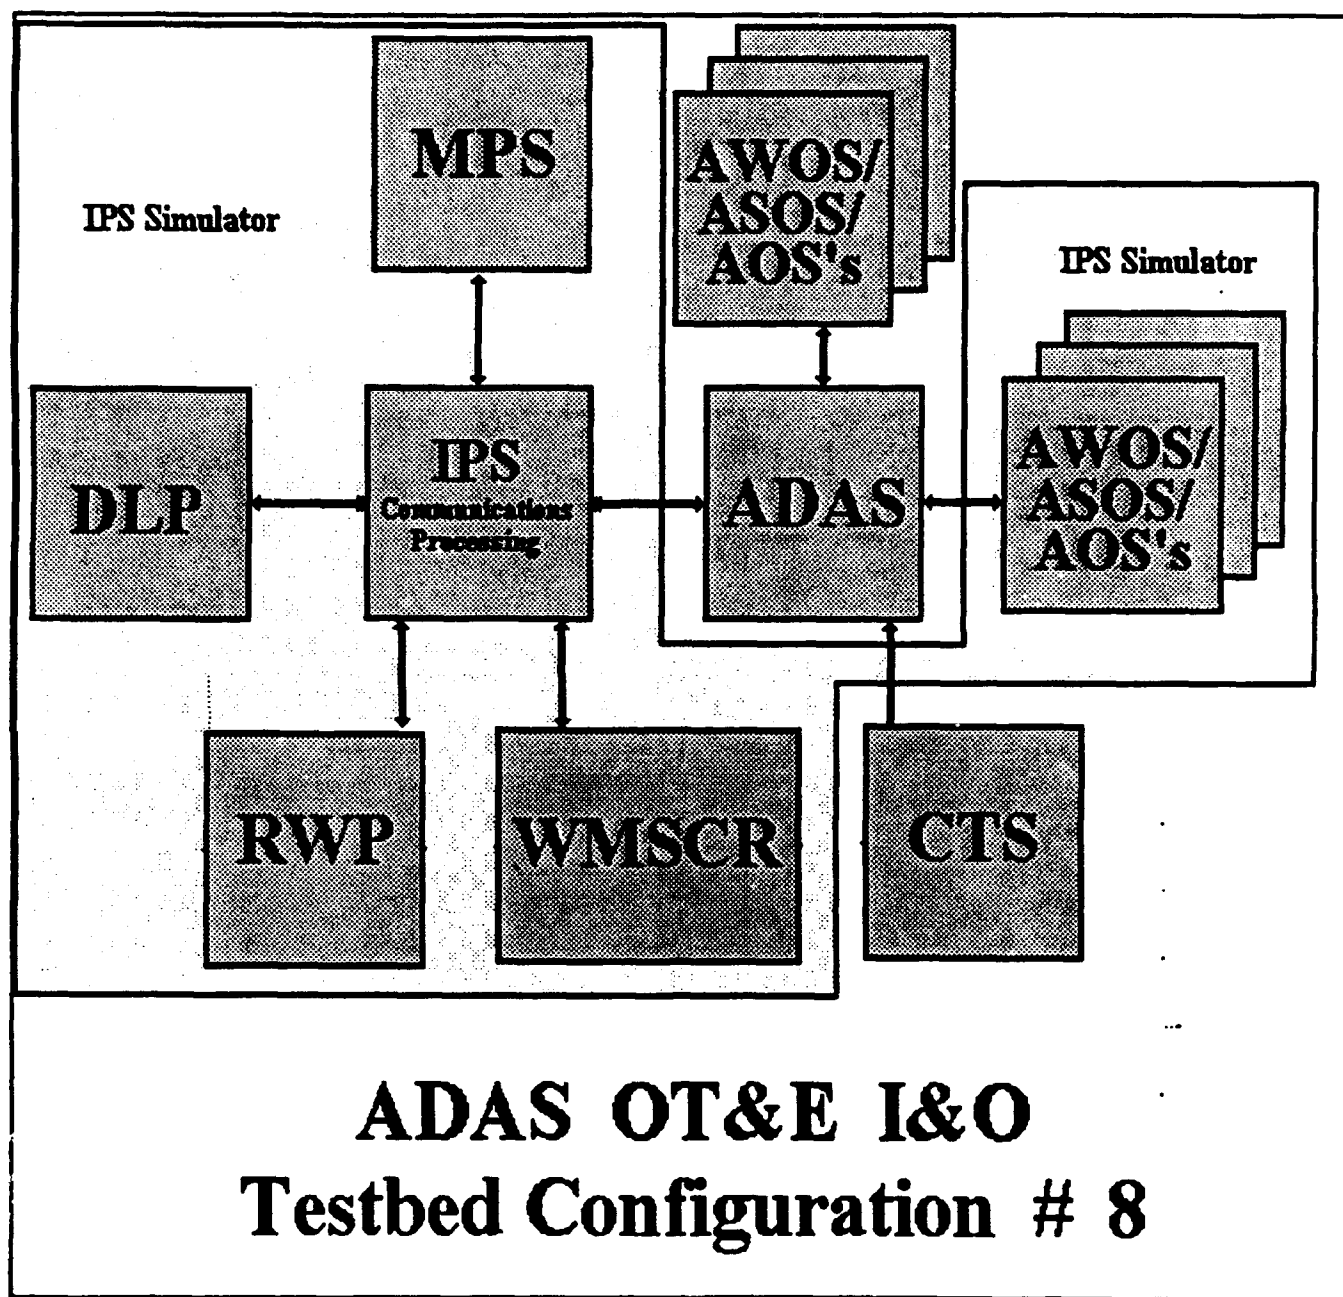 MPS
IPS Simulator
AWOS/
ASOS/
AOS's
IPS Simulator
DLP
IPS
Communications
Processing
ADAS
AWOS/
ASOS/
AOS's
RWP
WMSCR
CTS
ADAS OT&E I&O
Testbed Configuration # 8